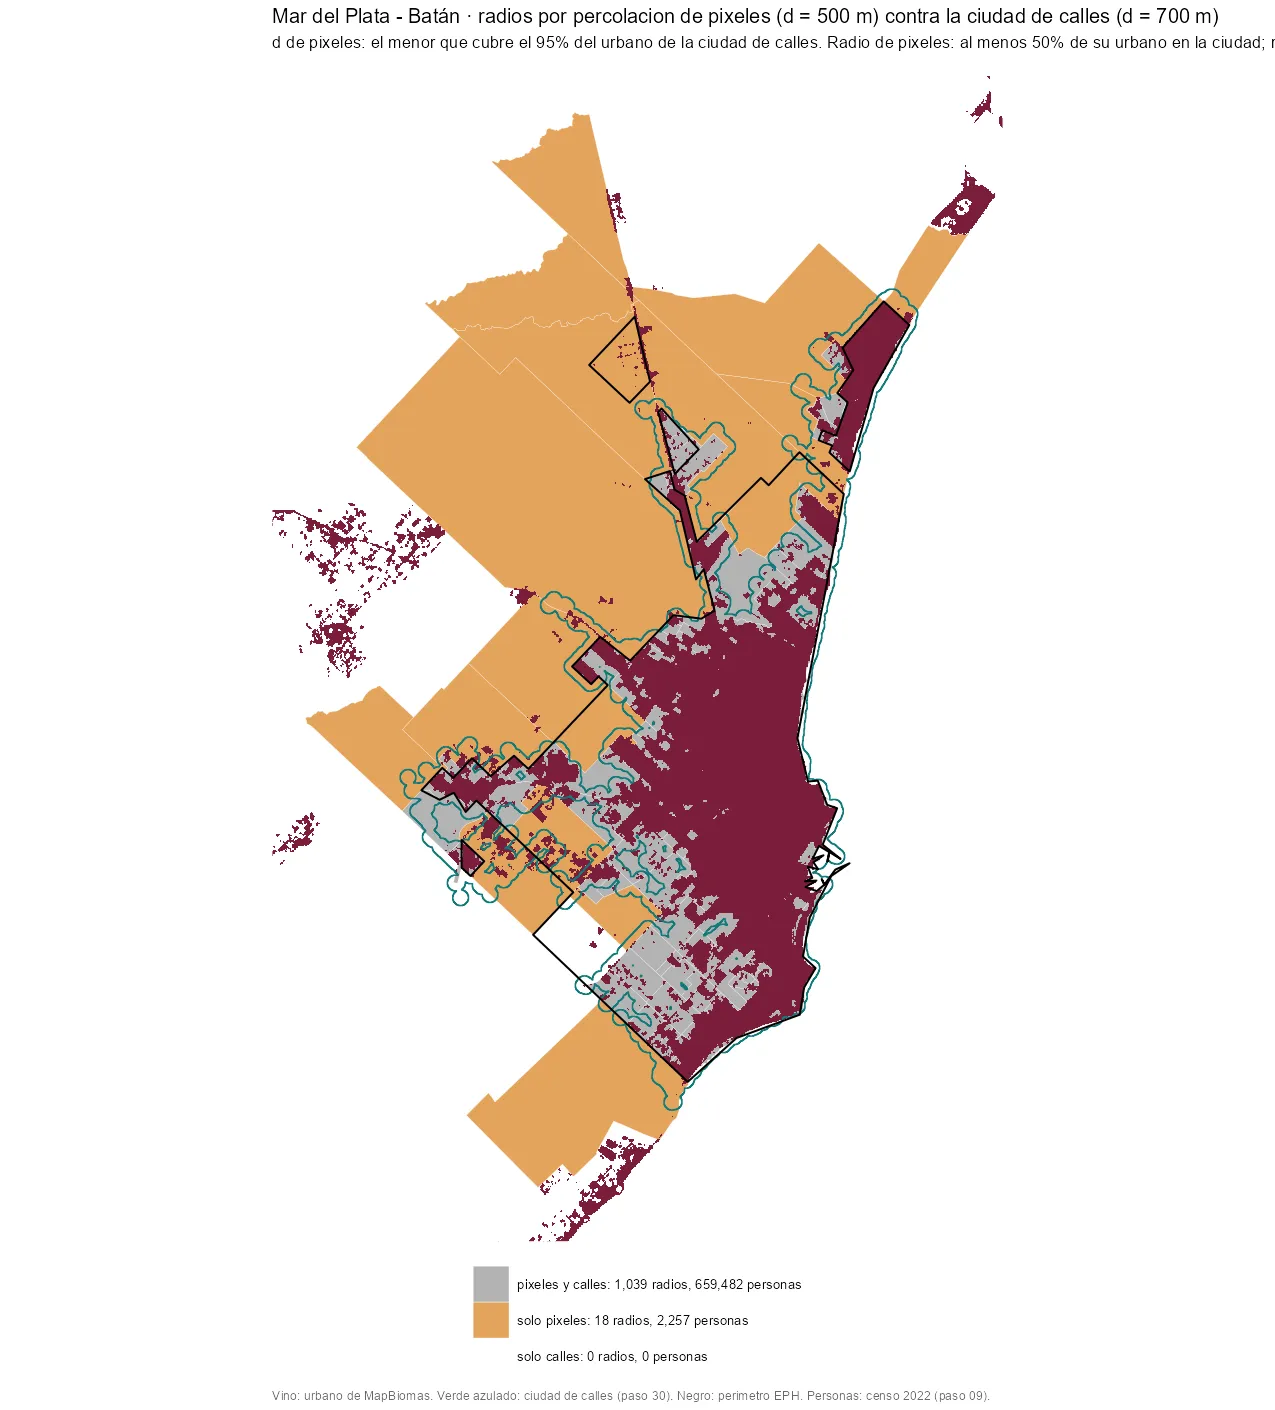 Mar del Plata - Batán · radios por percolacion de pixeles (d = 500 m) contra la ciudad de calles (d = 700 m)
d de pixeles: el menor que cubre el 95% del urbano de la ciudad de calles. Radio de pixeles: al menos 50% de su urbano en la ciudad;
pixeles y calles: 1,039 radios, 659,482 personas
solo pixeles: 18 radios, 2,257 personas
solo calles: 0 radios, 0 personas
Vino: urbano de MapBiomas. Verde azulado: ciudad de calles (paso 30). Negro: perimetro EPH. Personas: censo 2022 (paso 09).